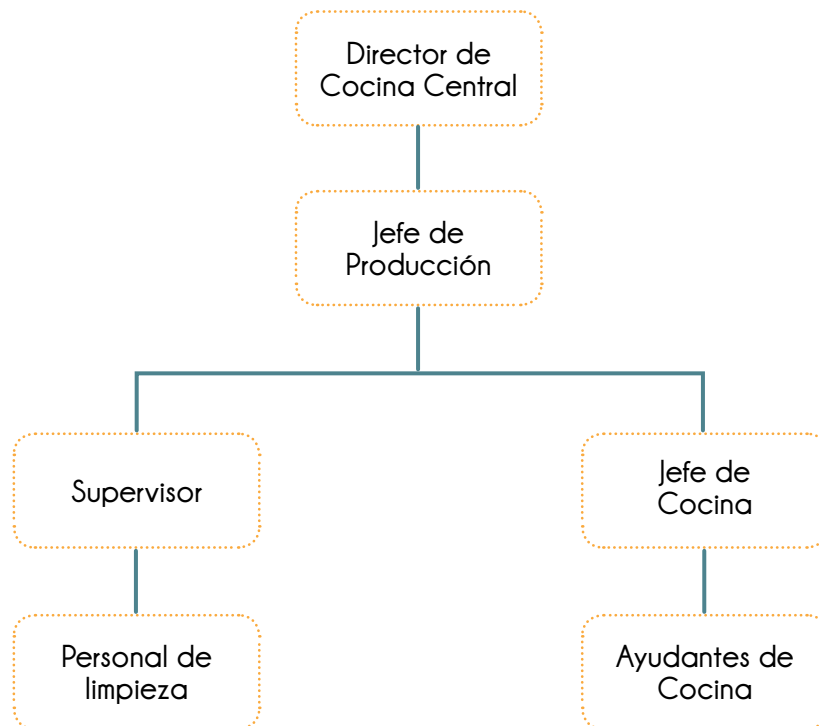 Director de
Cocina Central
Jefe de
Producción
Supervisor
Jefe de
Cocina
Personal de
limpieza
Ayudantes de
Cocina